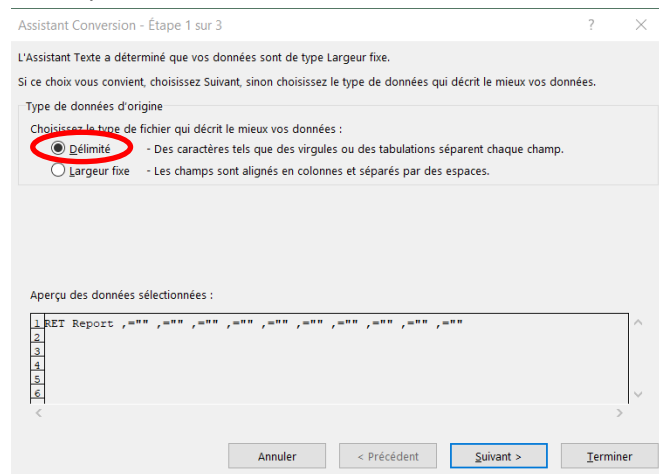 Assistant Conversion - Étape 1 sur 3 ? ×
L'Assistant Texte a déterminé que vos données sont de type Largeur fixe.
Si ce choix vous convient, choisissez Suivant, sinon choisissez le type de données qui décrit le mieux vos données.
Type de données d'origine
Choisissez le type de fichier qui décrit le mieux vos données :
Délimité - Des caractères tels que des virgules ou des tabulations séparent chaque champ.
Largeur fixe - Les champs sont alignés en colonnes et séparés par des espaces.
Aperçu des données sélectionnées :
1 RET Report ,="" ,="" ,="" ,="" ,="" ,="" ,="" ,="" ,="" ,=""
2
3
4
5
6
Annuler < Précédent Suivant > Terminer